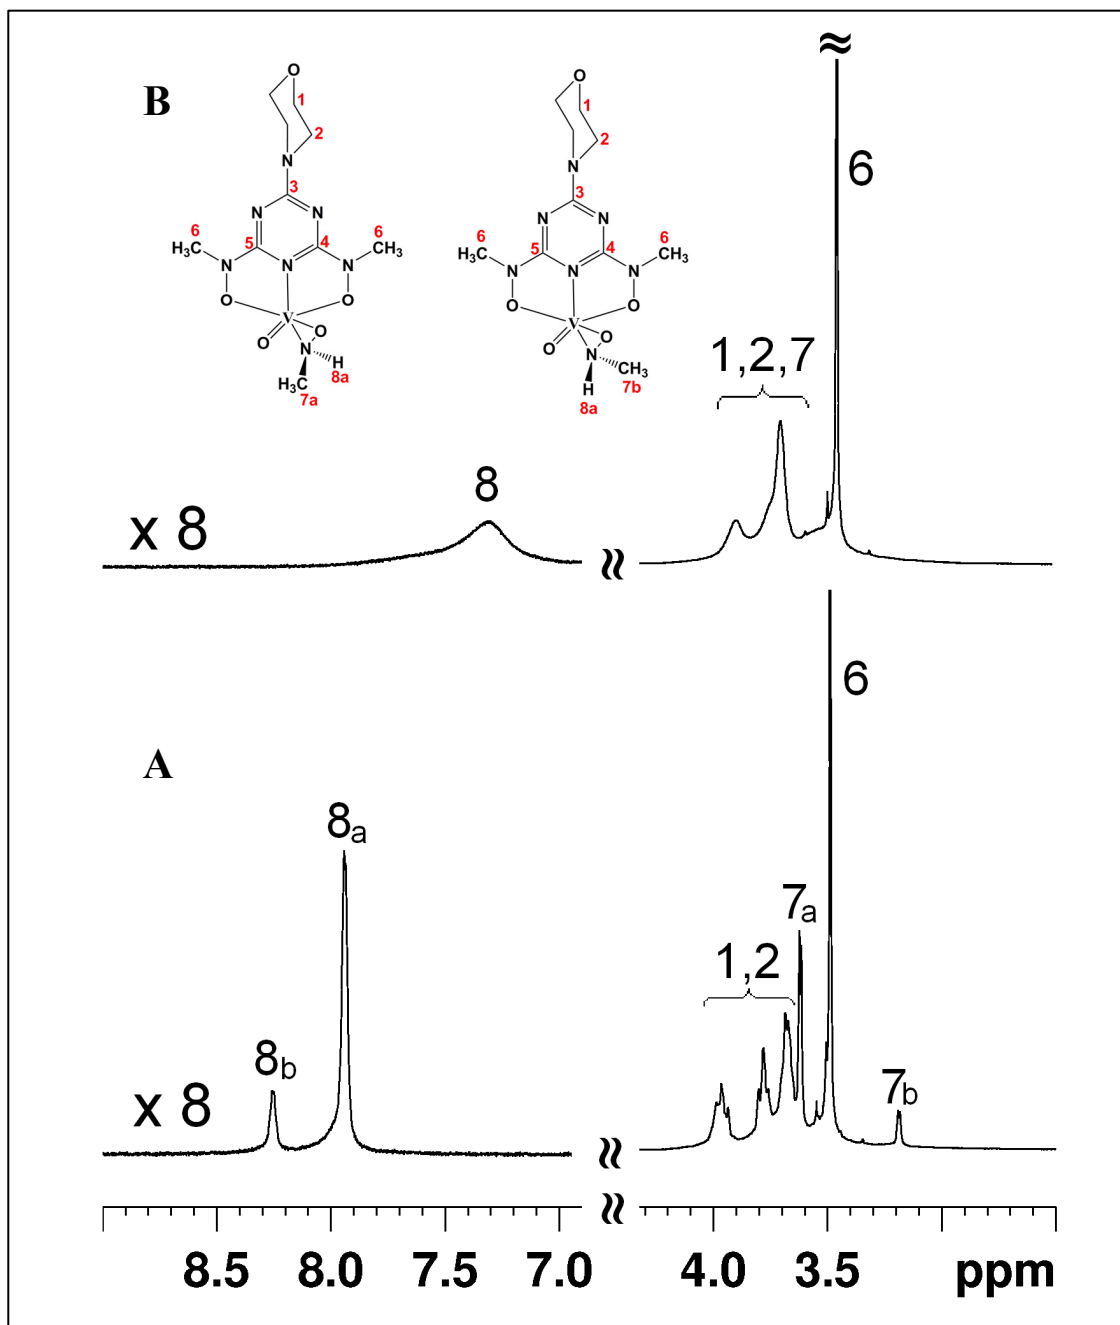 B
O
1
2
N
3
N N
6 5 4 6
H₃C CH₃
N N N
O O
V
O O
N H
8a
H₃C
7a
O
1
2
N
3
N N
6 5 4 6
H₃C CH₃
N N N
O O
V
O O
N CH₃
7b
H
8a
≈
6
1,2,7
8
x 8
≈
A
6
8a
7a
1,2
8b
7b
x 8
≈
≈
8.5 8.0 7.5 7.0 4.0 3.5 ppm